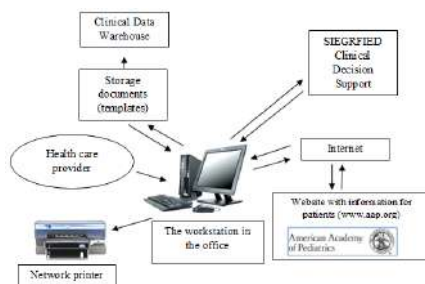 Clinical Data
Warehouse
SIEGRFIED
Clinical
Decision
Support
Storage
documents
(templates)
Health care
provider
Internet
Website with information for
patients (www.aap.org)
American Academy
of Pediatrics
The workstation in
the office
Network printer